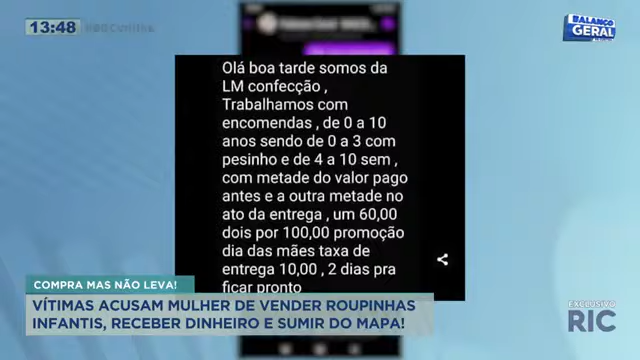 13:48
BALANÇO
GERAL
Olá boa tarde somos da
LM confecção ,
Trabalhamos com
encomendas , de 0 a 10
anos sendo de 0 a 3 com
pesinho e de 4 a 10 sem ,
com metade do valor pago
antes e a outra metade no
ato da entrega , um 60,00
dois por 100,00 promoção
dia das mães taxa de
entrega 10,00 , 2 dias pra
ficar pronto
COMPRA MAS NÃO LEVA!
VÍTIMAS ACUSAM MULHER DE VENDER ROUPINHAS
INFANTIS, RECEBER DINHEIRO E SUMIR DO MAPA!
EXCLUSIVO
RIC